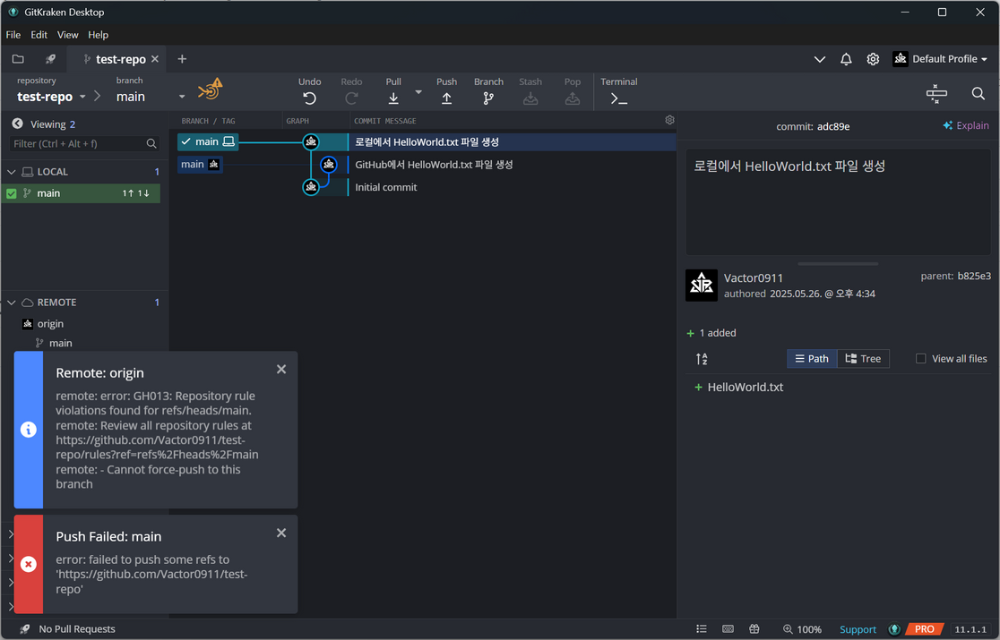 GitKraken Desktop
File Edit View Help
test-repo
Default Profile
repository
test-repo
branch
main
Undo Redo Pull Push Branch Stash Pop Terminal
Viewing 2
Filter (Ctrl + Alt + f)
LOCAL 1
main 1↑ 1↓
REMOTE 1
origin
main
BRANCH / TAG GRAPH COMMIT MESSAGE
main 로컬에서 HelloWorld.txt 파일 생성
main GitHub에서 HelloWorld.txt 파일 생성
Initial commit
commit: adc89e Explain
로컬에서 HelloWorld.txt 파일 생성
Vactor0911 parent: b825e3
authored 2025.05.26. @ 오후 4:34
+ 1 added
Path Tree View all files
+ HelloWorld.txt
Remote: origin
remote: error: GH013: Repository rule
violations found for refs/heads/main.
remote: Review all repository rules at
https://github.com/Vactor0911/test-
repo/rules?ref=refs%2Fheads%2Fmain
remote: - Cannot force-push to this
branch
Push Failed: main
error: failed to push some refs to
'https://github.com/Vactor0911/test-
repo'
No Pull Requests
100% Support PRO 11.1.1